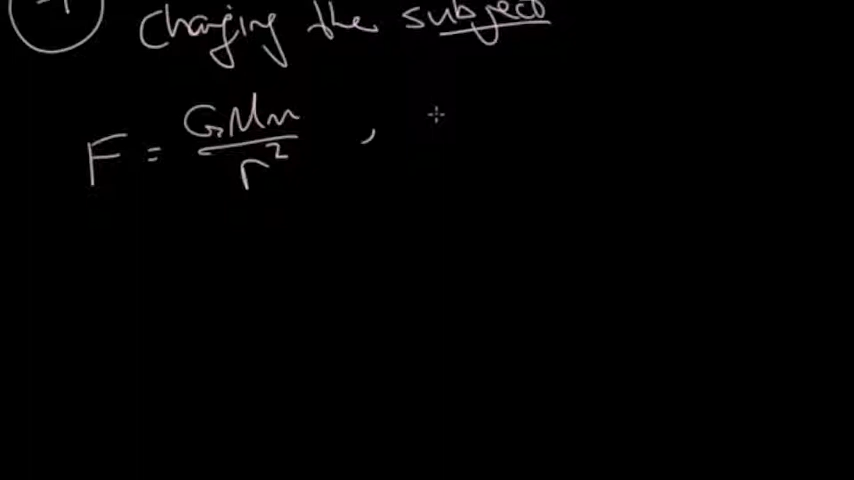 Changing the subject
F = GMm/r² ,